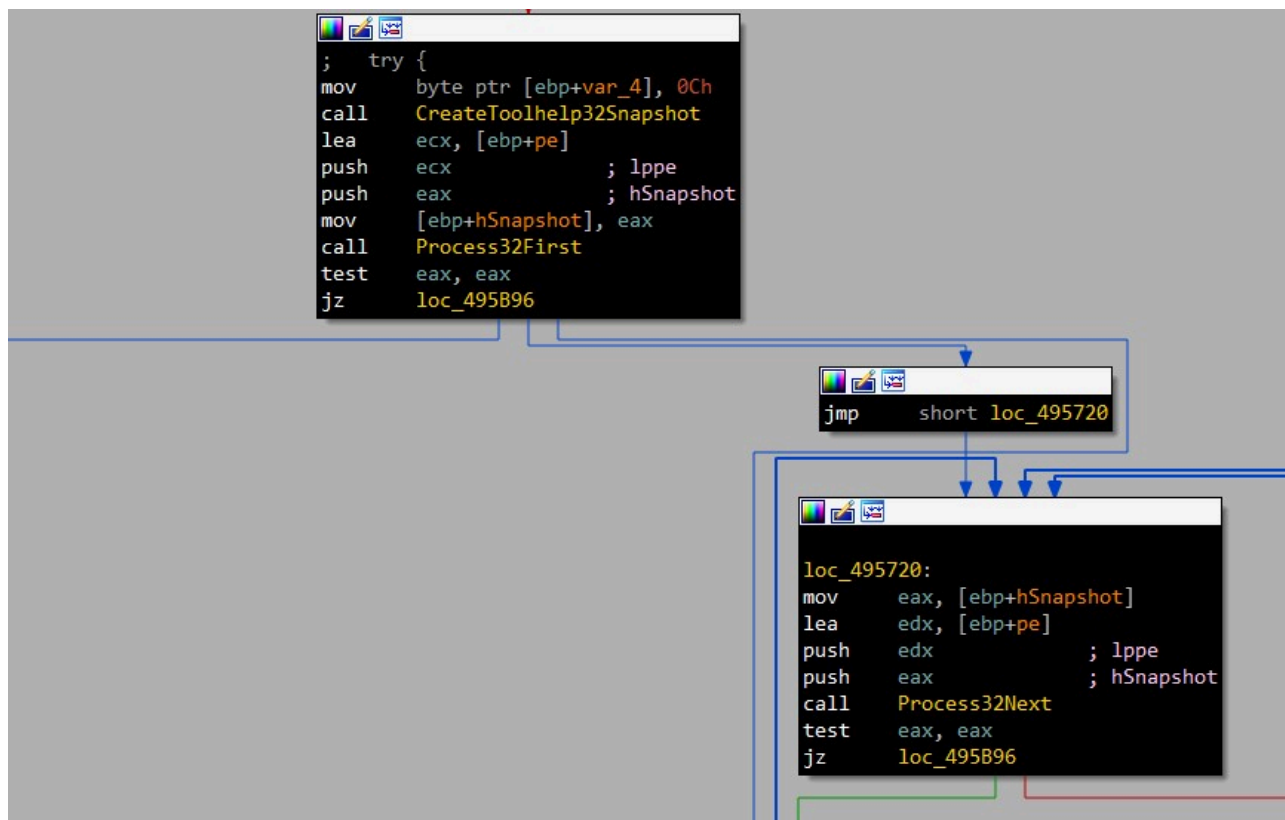 ;   try {
mov     byte ptr [ebp+var_4], 0Ch
call    CreateToolhelp32Snapshot
lea     ecx, [ebp+pe]
push    ecx             ; lppe
push    eax             ; hSnapshot
mov     [ebp+hSnapshot], eax
call    Process32First
test    eax, eax
jz      loc_495B96
jmp     short loc_495720
loc_495720:
mov     eax, [ebp+hSnapshot]
lea     edx, [ebp+pe]
push    edx             ; lppe
push    eax             ; hSnapshot
call    Process32Next
test    eax, eax
jz      loc_495B96